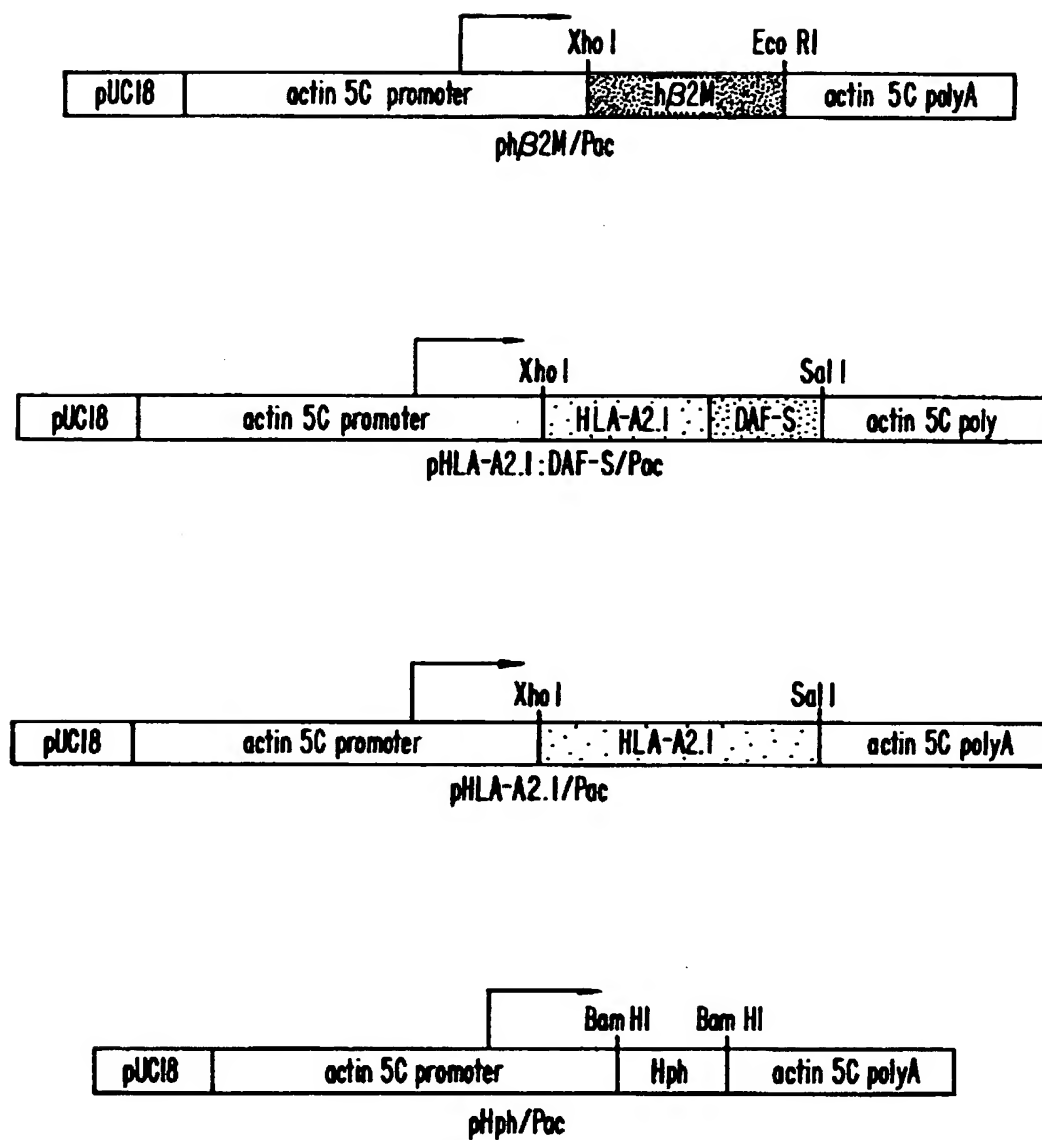 Xho I Eco RI
pUC18 actin 5C promoter hβ2M actin 5C polyA
phβ2M/Pac
Xho I Sal I
pUC18 actin 5C promoter HLA-A2.1 DAF-S actin 5C poly
pHLA-A2.1:DAF-S/Pac
Xho I Sal I
pUC18 actin 5C promoter HLA-A2.1 actin 5C polyA
pHLA-A2.1/Pac
Bam HI Bam HI
pUC18 actin 5C promoter Hph actin 5C polyA
pHph/Pac